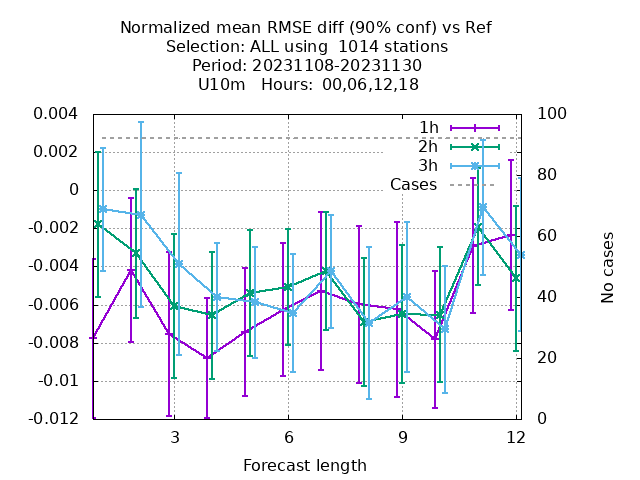 Normalized mean RMSE diff (90% conf) vs Ref
Selection: ALL using  1014 stations
Period: 20231108-20231130
U10m   Hours:  00,06,12,18
0.004
0.002
0
-0.002
-0.004
-0.006
-0.008
-0.01
-0.012
1h
2h
3h
Cases
100
80
60
40
20
0
No cases
3
6
9
12
Forecast length